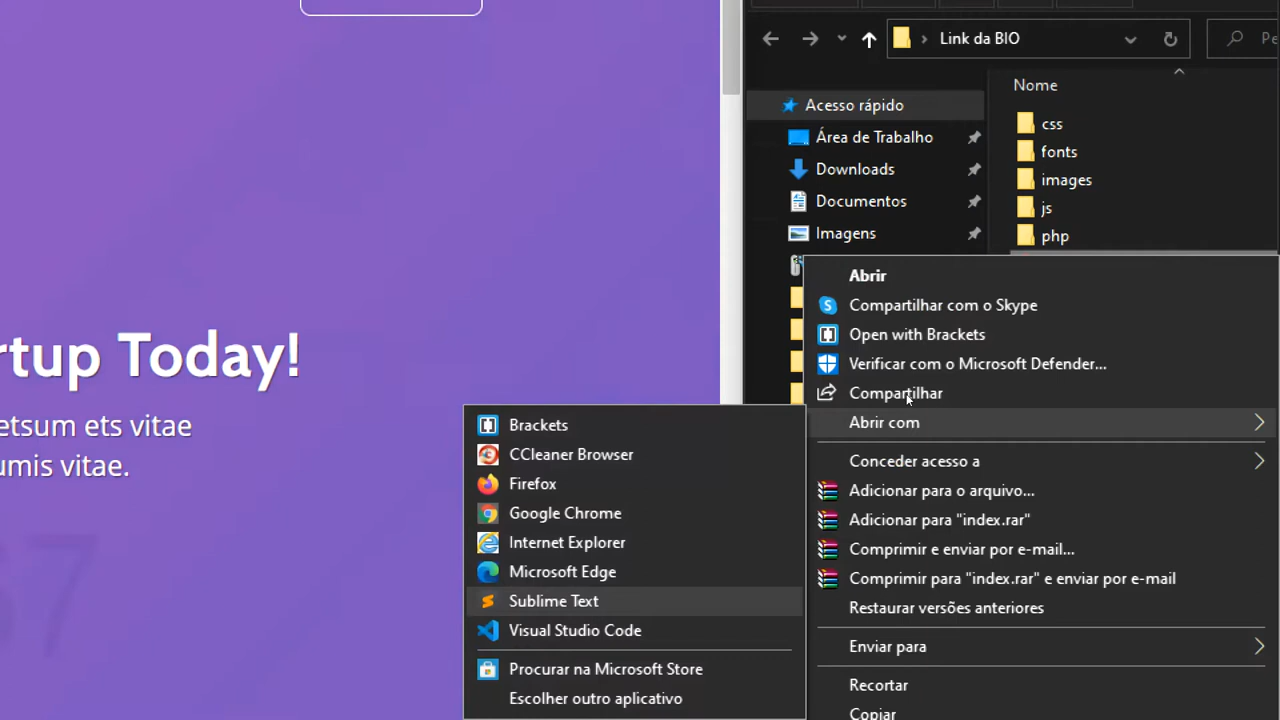 rtup Today!
etsum ets vitae
umis vitae.
67
Link da BIO
Pe
Nome
Acesso rápido
Área de Trabalho
Downloads
Documentos
Imagens
css
fonts
images
js
php
Abrir
Compartilhar com o Skype
Open with Brackets
Verificar com o Microsoft Defender...
Compartilhar
Abrir com
Conceder acesso a
Adicionar para o arquivo...
Adicionar para "index.rar"
Comprimir e enviar por e-mail...
Comprimir para "index.rar" e enviar por e-mail
Restaurar versões anteriores
Enviar para
Recortar
Copiar
Brackets
CCleaner Browser
Firefox
Google Chrome
Internet Explorer
Microsoft Edge
Sublime Text
Visual Studio Code
Procurar na Microsoft Store
Escolher outro aplicativo